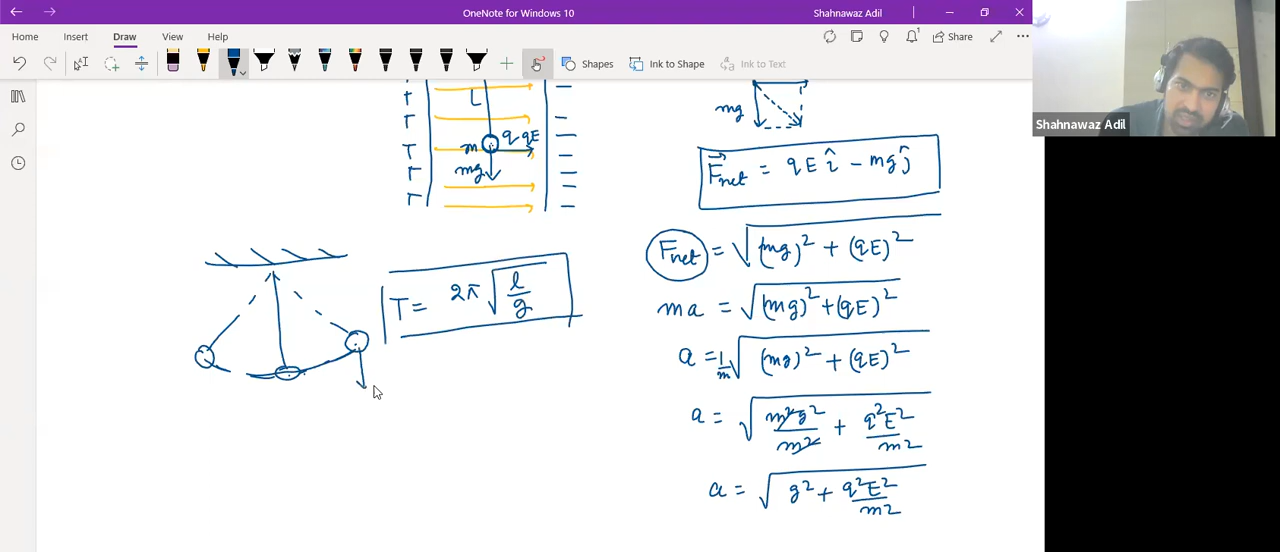 OneNote for Windows 10
Shahnawaz Adil
Home Insert Draw View Help
Share
Shapes
Ink to Shape
Ink to Text
Shahnawaz Adil
L
m q qE
mg
mg
F⃗net = qE î − mg ĵ
Fnet = √((mg)² + (qE)²)
ma = √((mg)² + (qE)²)
a = 1/m √((mg)² + (qE)²)
a = √(m²g²/m² + q²E²/m²)
a = √(g² + q²E²/m²)
T = 2π √(l/g)